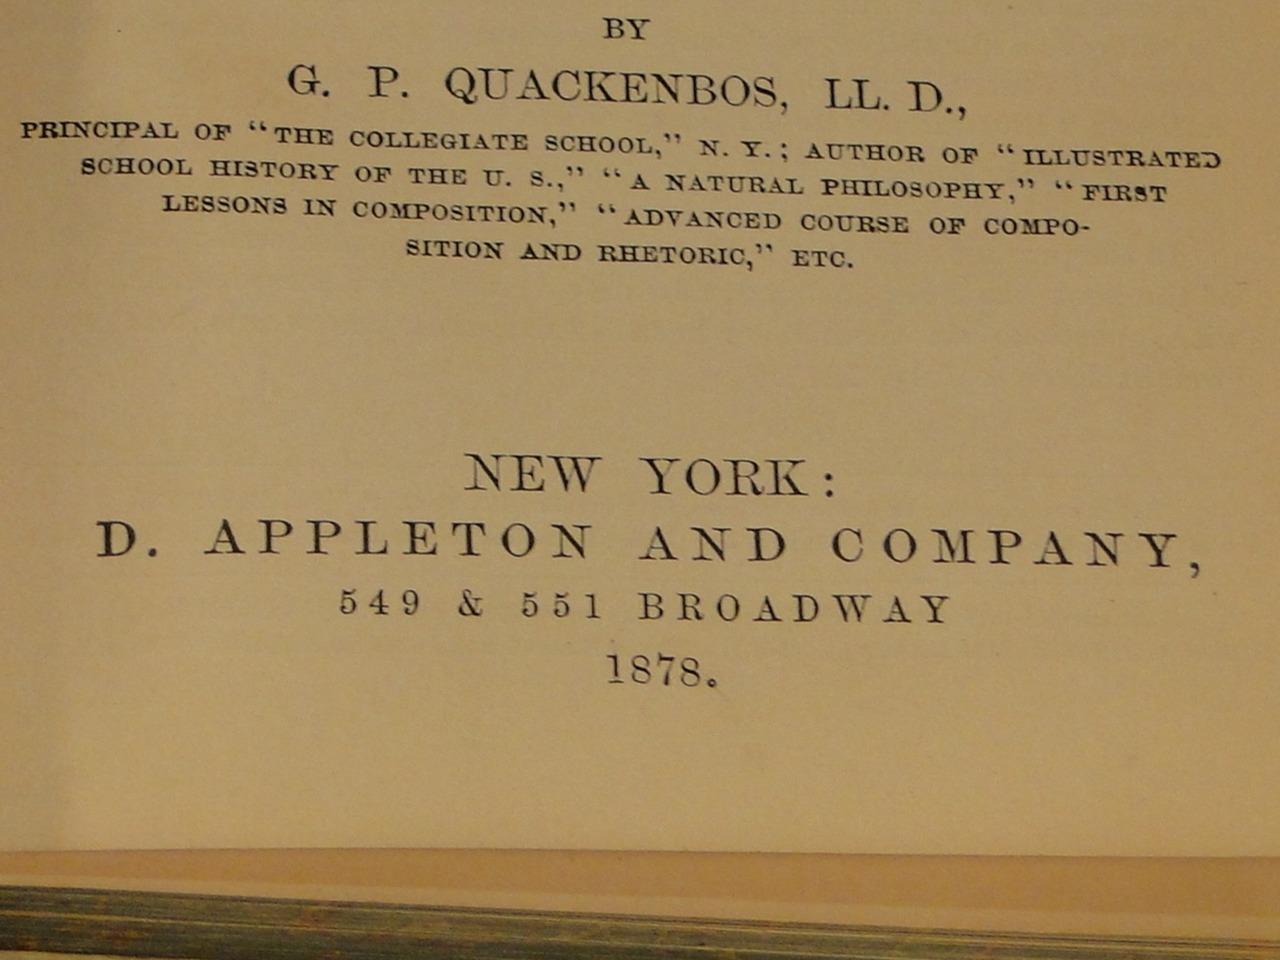 BY
G. P. QUACKENBOS, LL. D.,
PRINCIPAL OF “THE COLLEGIATE SCHOOL,” N. Y.; AUTHOR OF “ILLUSTRATED
SCHOOL HISTORY OF THE U. S.,” “A NATURAL PHILOSOPHY,” “FIRST
LESSONS IN COMPOSITION,” “ADVANCED COURSE OF COMPO-
SITION AND RHETORIC,” ETC.
NEW YORK:
D. APPLETON AND COMPANY,
549 & 551 BROADWAY
1878.